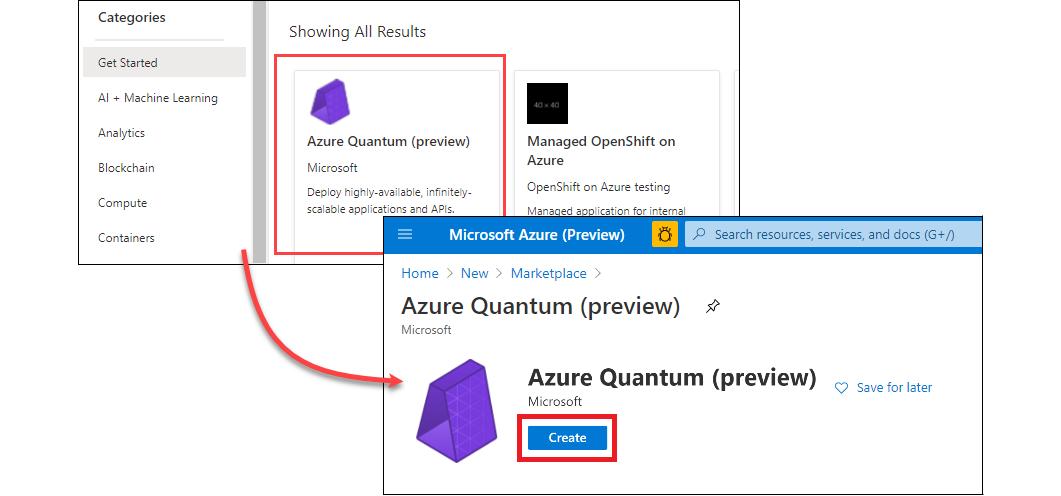 Categories
Get Started
AI + Machine Learning
Analytics
Blockchain
Compute
Containers
Showing All Results
Azure Quantum (preview)
Microsoft
Deploy highly-available, infinitely-
scalable applications and APIs.
40 × 40
Managed OpenShift on
Azure
OpenShift on Azure testing
Managed application for internal
Microsoft Azure (Preview)
Search resources, services, and docs (G+/)
Home > New > Marketplace >
Azure Quantum (preview)
Microsoft
Azure Quantum (preview)
Microsoft
Save for later
Create